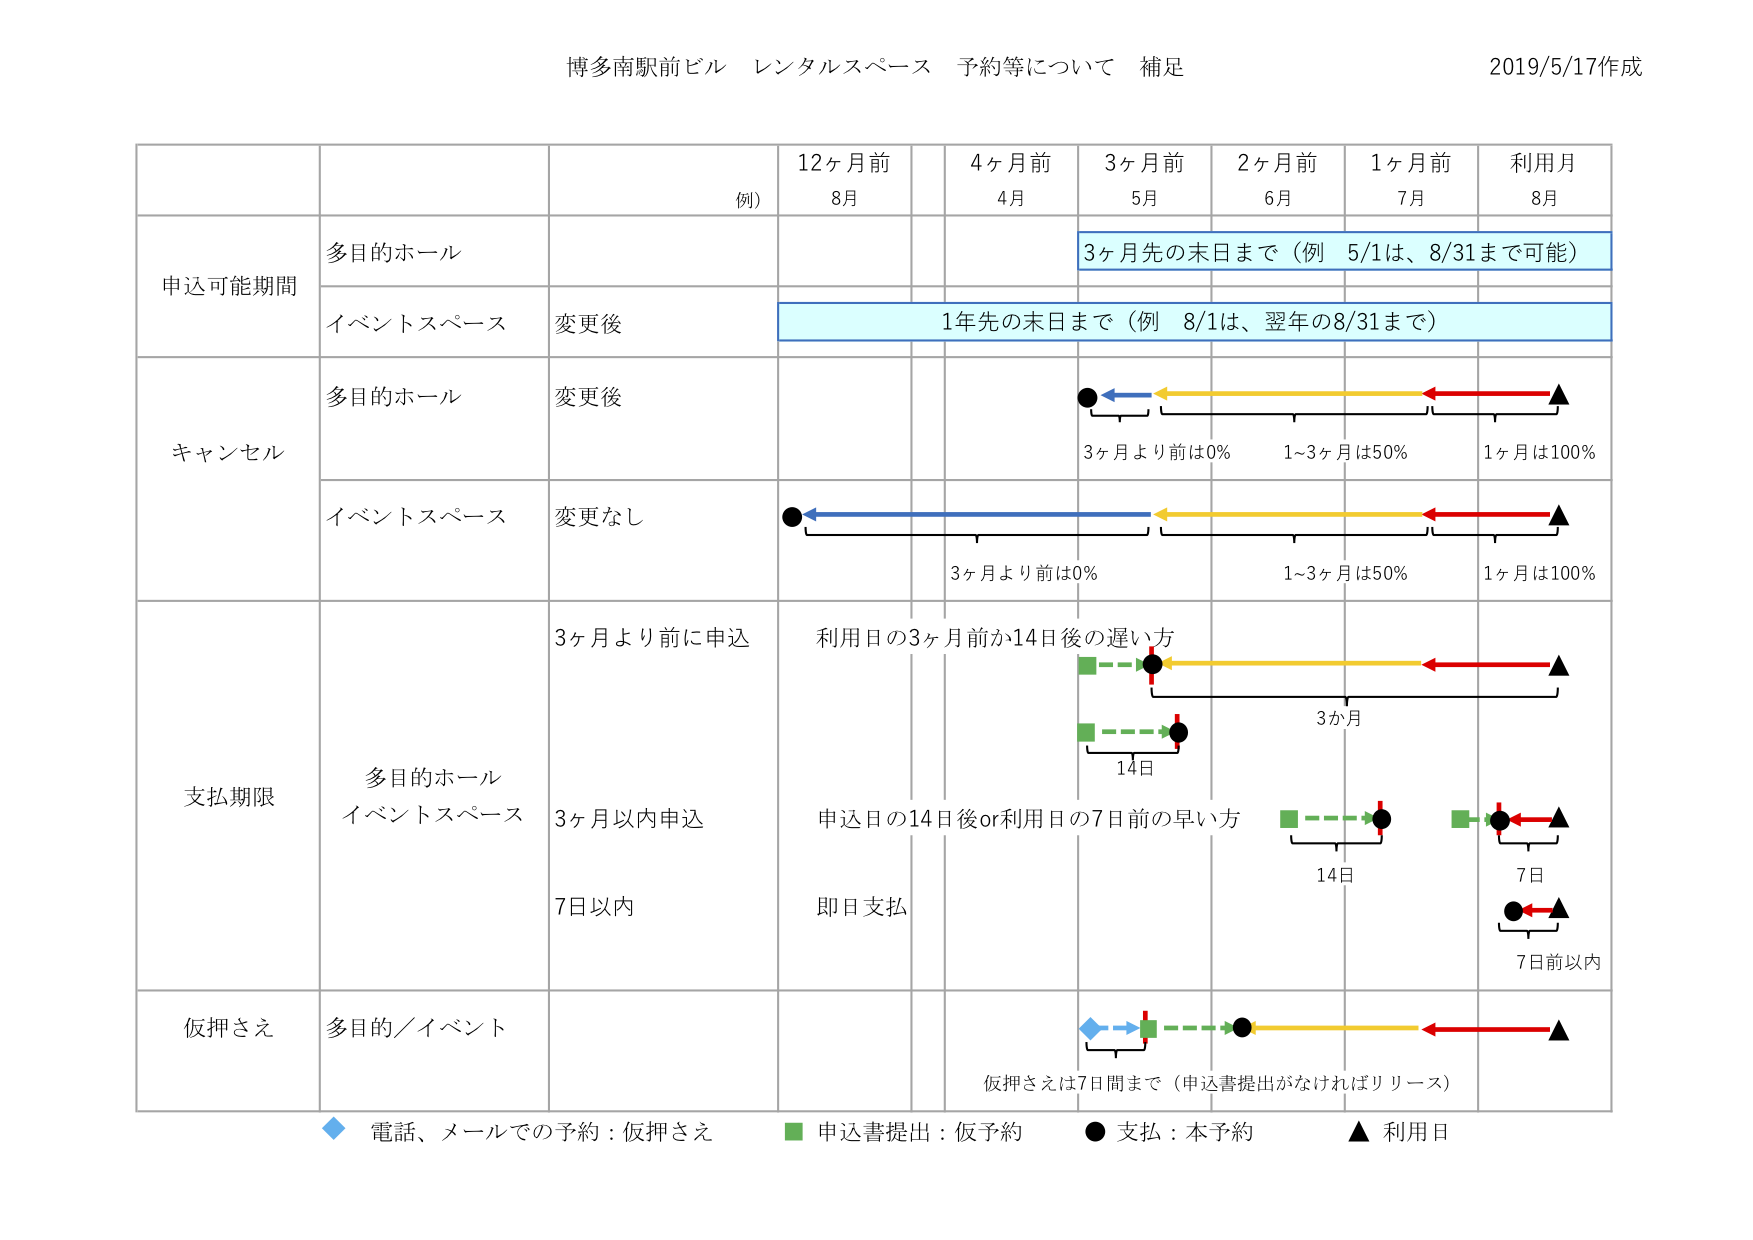 博多南駅前ビル　レンタルスペース　予約等について　補足
2019/5/17作成
例）
12ヶ月前
8月
4ヶ月前
4月
3ヶ月前
5月
2ヶ月前
6月
1ヶ月前
7月
利用月
8月
申込可能期間
多目的ホール
3ヶ月先の末日まで（例　5/1は、8/31まで可能）
イベントスペース
変更後
1年先の末日まで（例　8/1は、翌年の8/31まで）
キャンセル
多目的ホール
変更後
3ヶ月より前は0%
1~3ヶ月は50%
1ヶ月は100%
イベントスペース
変更なし
3ヶ月より前は0%
1~3ヶ月は50%
1ヶ月は100%
支払期限
多目的ホール
イベントスペース
3ヶ月より前に申込
利用日の3ヶ月前か14日後の遅い方
3か月
14日
3ヶ月以内申込
申込日の14日後or利用日の7日前の早い方
14日
7日
7日以内
即日支払
7日前以内
仮押さえ
多目的／イベント
仮押さえは7日間まで（申込書提出がなければリリース）
電話、メールでの予約：仮押さえ
申込書提出：仮予約
支払：本予約
利用日